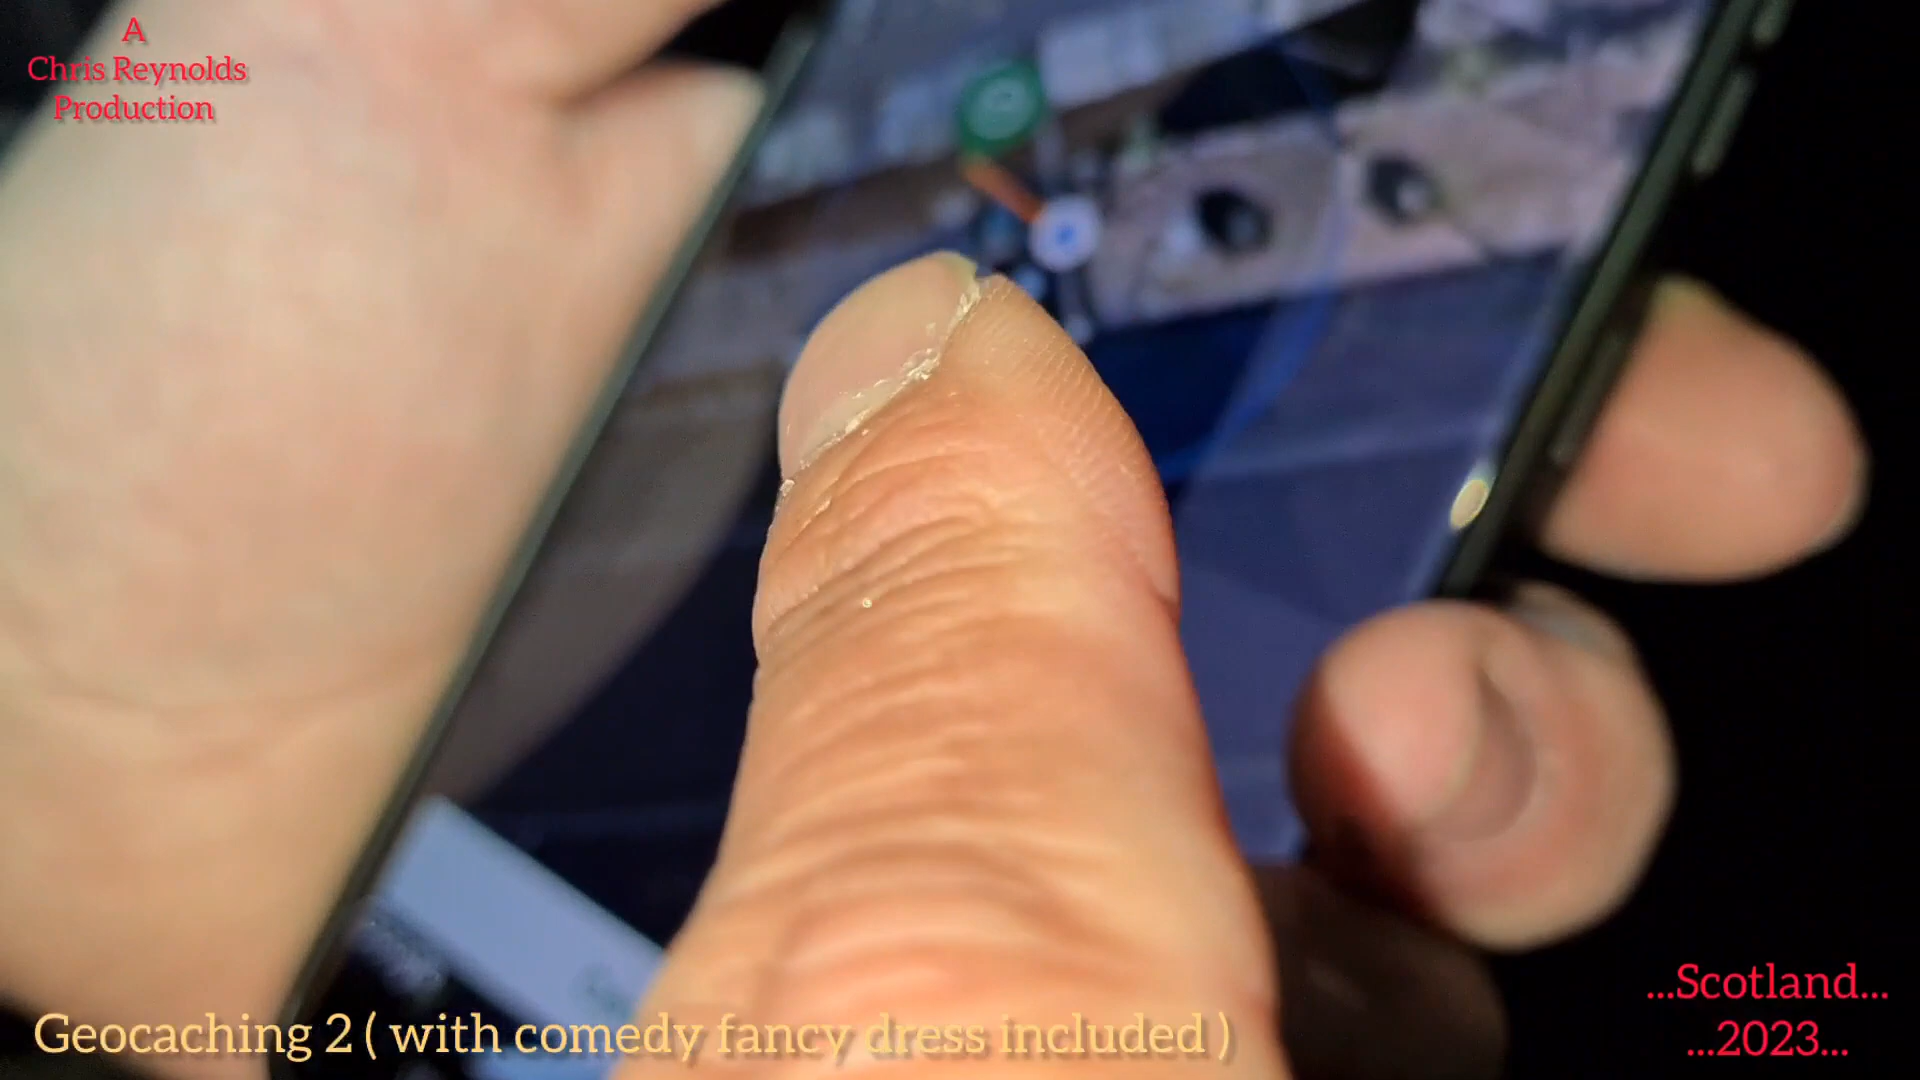 A
Chris Reynolds
Production
Geocaching 2 ( with comedy fancy dress included )
...Scotland...
...2023...